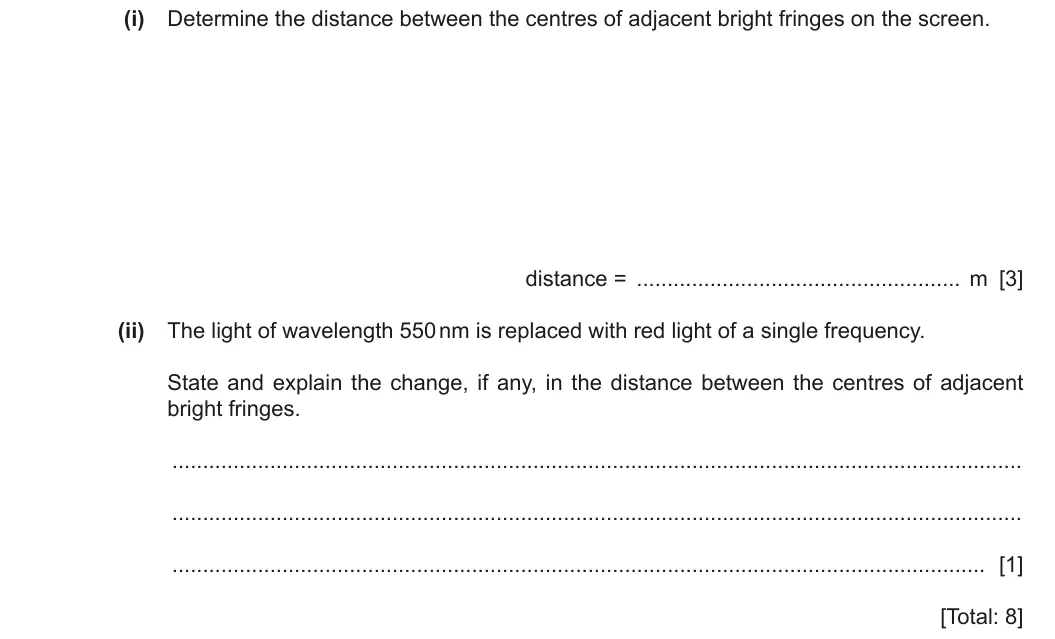 (i) Determine the distance between the centres of adjacent bright fringes on the screen.
distance = ..................................................... m [3]
(ii) The light of wavelength 550 nm is replaced with red light of a single frequency.
State and explain the change, if any, in the distance between the centres of adjacent
bright fringes.
...........................................................................................................................................
...........................................................................................................................................
..................................................................................................................................... [1]
[Total: 8]